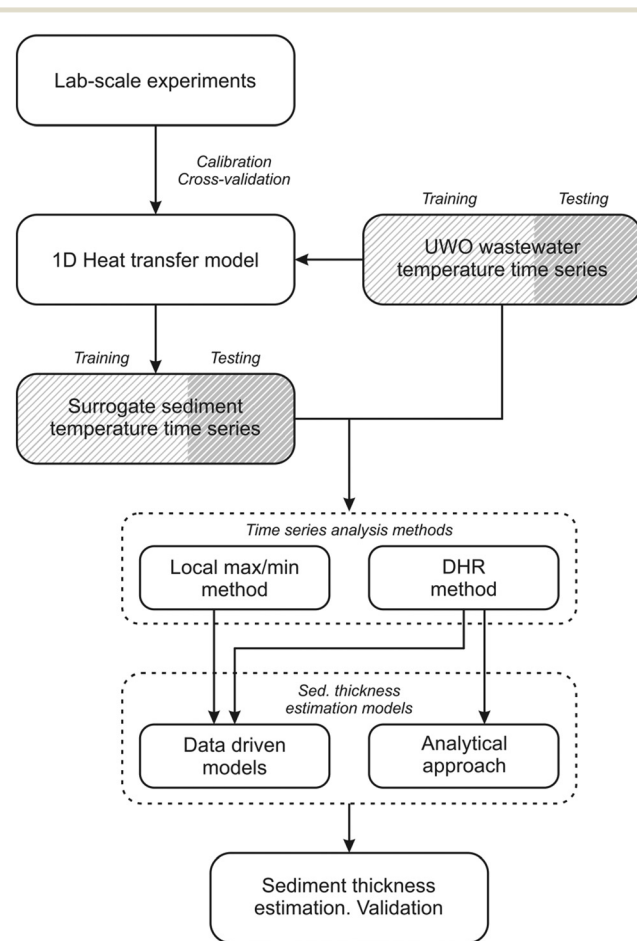 Lab-scale experiments
Calibration
Cross-validation
Training
Testing
1D Heat transfer model
UWO wastewater
temperature time series
Training
Testing
Surrogate sediment
temperature time series
Time series analysis methods
Local max/min
method
DHR
method
Sed. thickness
estimation models
Data driven
models
Analytical
approach
Sediment thickness
estimation. Validation